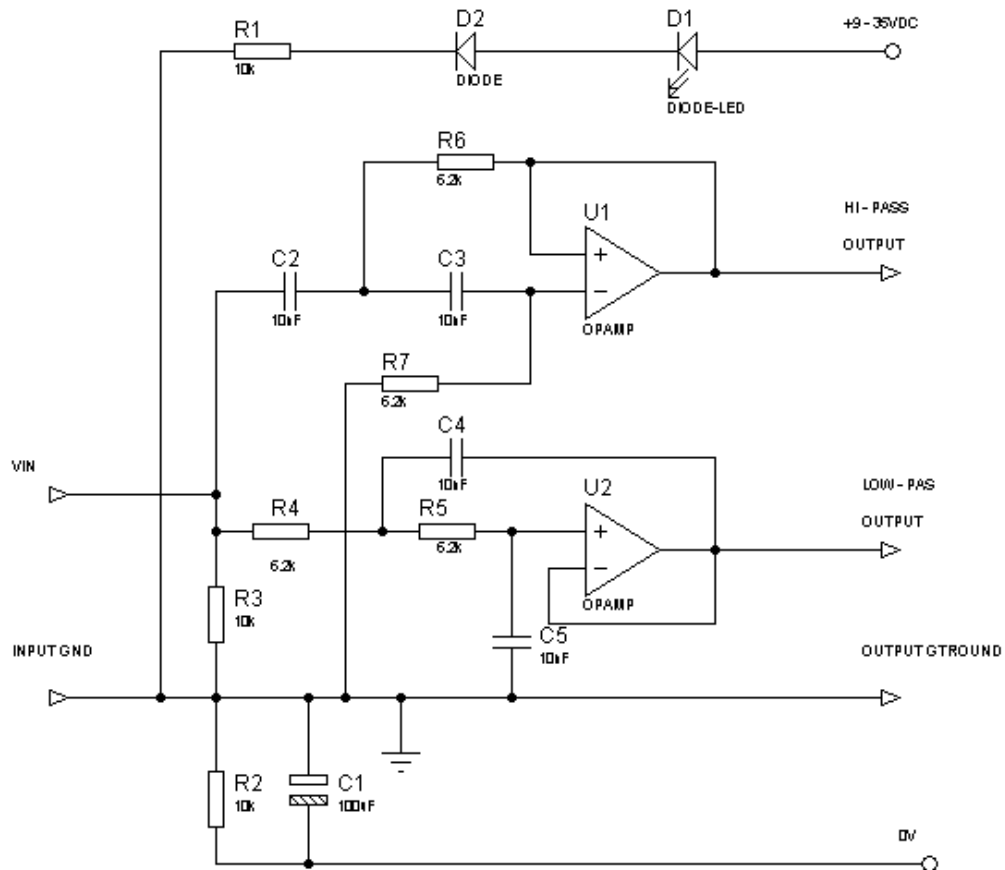 R1
10k
D2
DIODE
D1
DIODE-LED
+9-35VDC
R6
6.2k
U1
+
−
OPAMP
HI-PASS
OUTPUT
C2
10nF
C3
10nF
R7
6.2k
C4
10nF
VIN
R4
6.2k
R5
6.2k
U2
+
−
OPAMP
LOW-PAS
OUTPUT
R3
10k
C5
10nF
INPUT GND
OUTPUT GTROUND
R2
10k
C1
100nF
0V